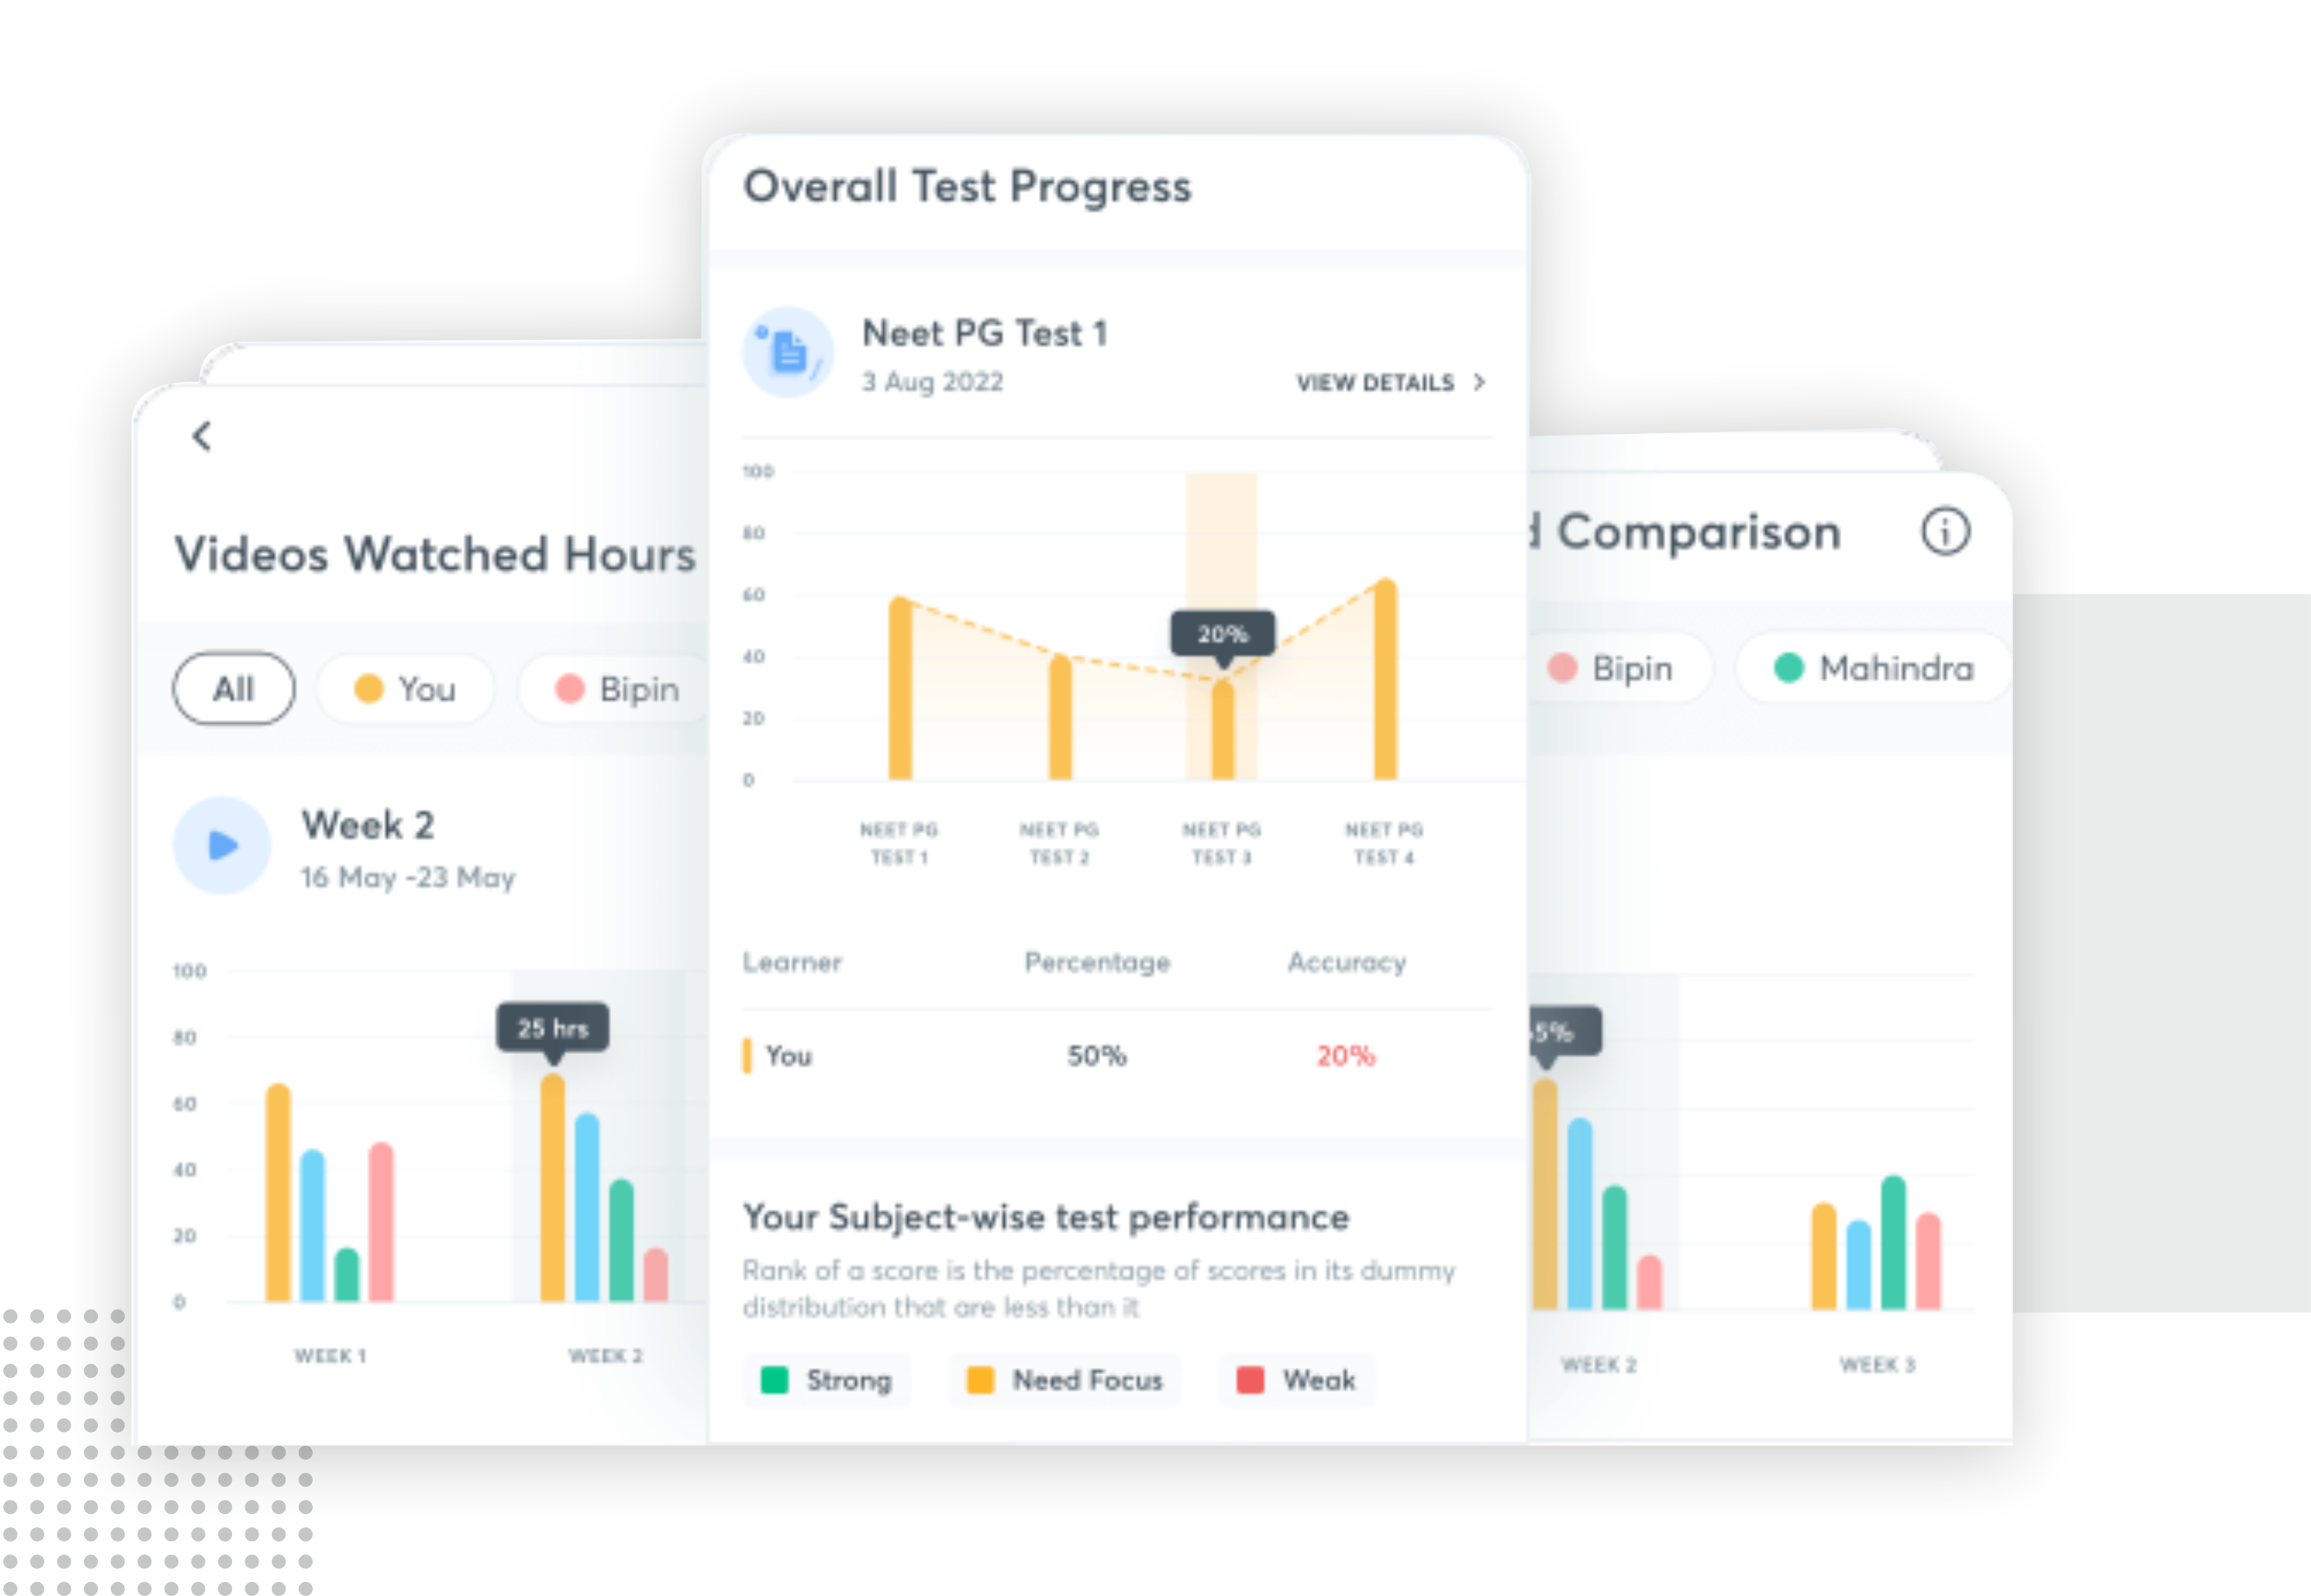 Overall Test Progress
Neet PG Test 1
3 Aug 2022
VIEW DETAILS
100
80
60
40
20
0
20%
NEET PG
TEST 1
NEET PG
TEST 2
NEET PG
TEST 3
NEET PG
TEST 4
Learner Percentage Accuracy
You 50% 20%
Your Subject-wise test performance
Rank of a score is the percentage of scores in its dummy
distribution that are less than it
Strong Need Focus Weak
Videos Watched Hours
All You Bipin
Week 2
16 May -23 May
100
80
60
40
20
0
25 hrs
WEEK 1 WEEK 2
Comparison
Bipin Mahindra
5%
WEEK 2 WEEK 3